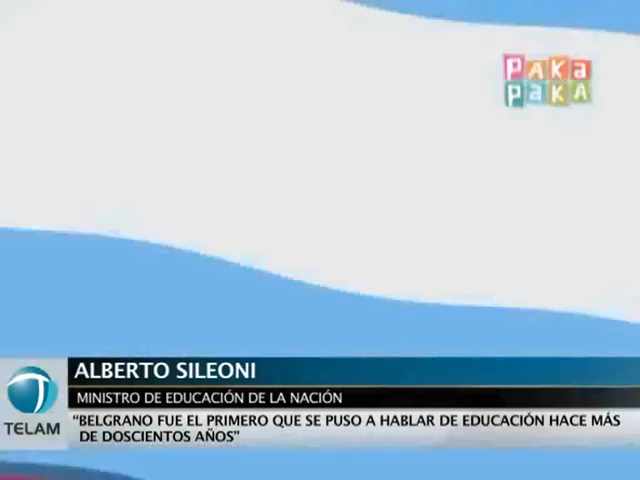 PAKA
PAKA
ALBERTO SILEONI
MINISTRO DE EDUCACIÓN DE LA NACIÓN
TELAM
“BELGRANO FUE EL PRIMERO QUE SE PUSO A HABLAR DE EDUCACIÓN HACE MÁS
DE DOSCIENTOS AÑOS”